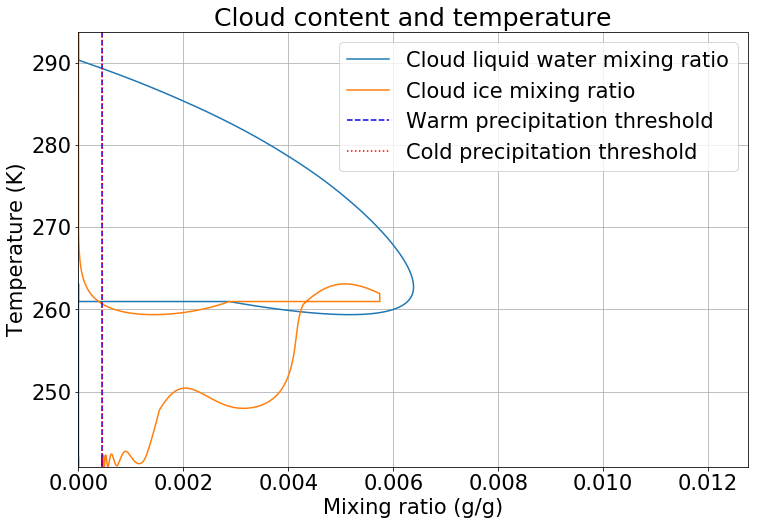 Cloud content and temperature
Cloud liquid water mixing ratio
Cloud ice mixing ratio
Warm precipitation threshold
Cold precipitation threshold
Temperature (K)
290
280
270
260
250
0.000 0.002 0.004 0.006 0.008 0.010 0.012
Mixing ratio (g/g)